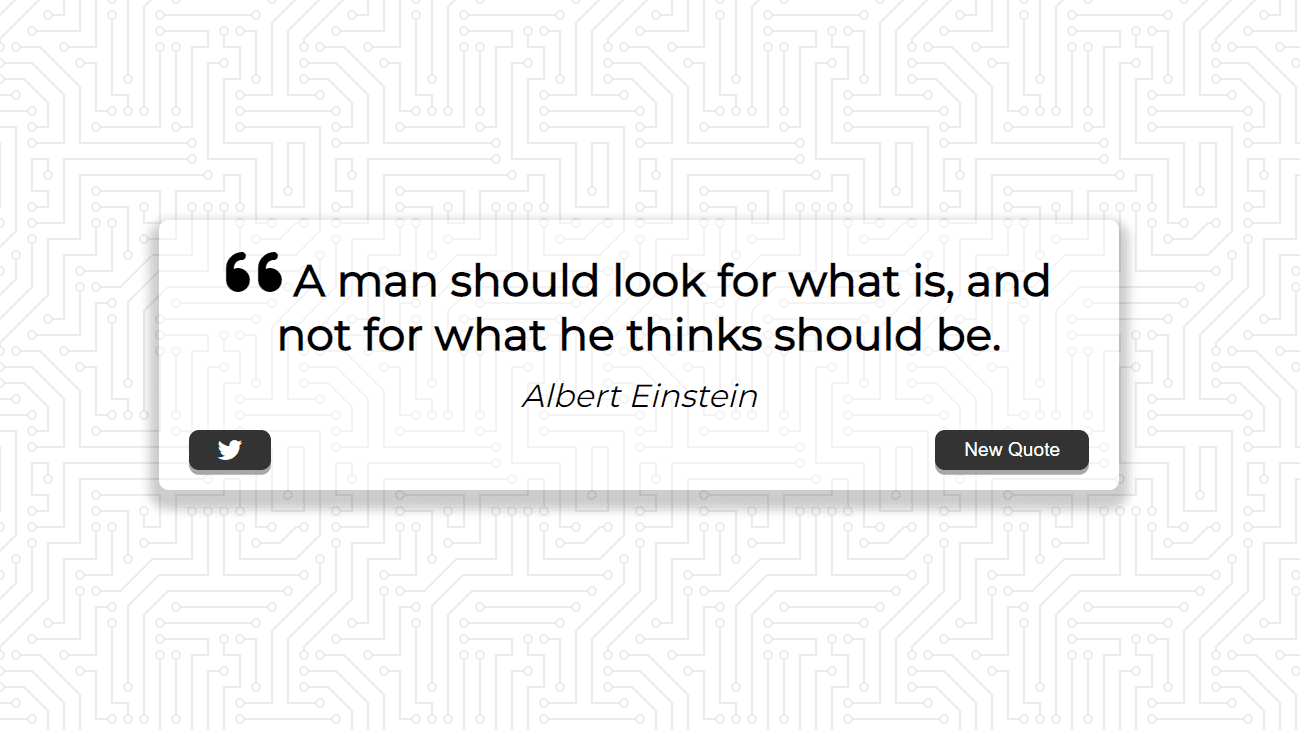 ❝ A man should look for what is, and
not for what he thinks should be.
Albert Einstein
New Quote